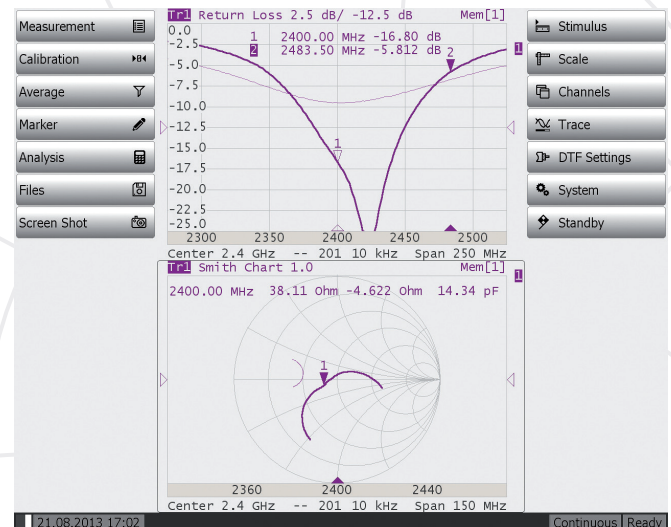 Measurement
Calibration
Average
Marker
Analysis
Files
Screen Shot
Tr1 Return Loss 2.5 dB/ -12.5 dB Mem[1]
0.0
-2.5
-5.0
-7.5
-10.0
-12.5
-15.0
-17.5
-20.0
-22.5
-25.0
1 2400.00 MHz -16.80 dB
2 2483.50 MHz -5.812 dB
2
1
1
2300 2350 2400 2450 2500
Center 2.4 GHz -- 201 10 kHz Span 250 MHz
Tr1 Smith Chart 1.0 Mem[1]
1
2400.00 MHz 38.11 Ohm -4.622 Ohm 14.34 pF
1
2360 2400 2440
Center 2.4 GHz -- 201 10 kHz Span 150 MHz
Stimulus
Scale
Channels
Trace
DTF Settings
System
Standby
21.08.2013 17:02
Continuous Ready